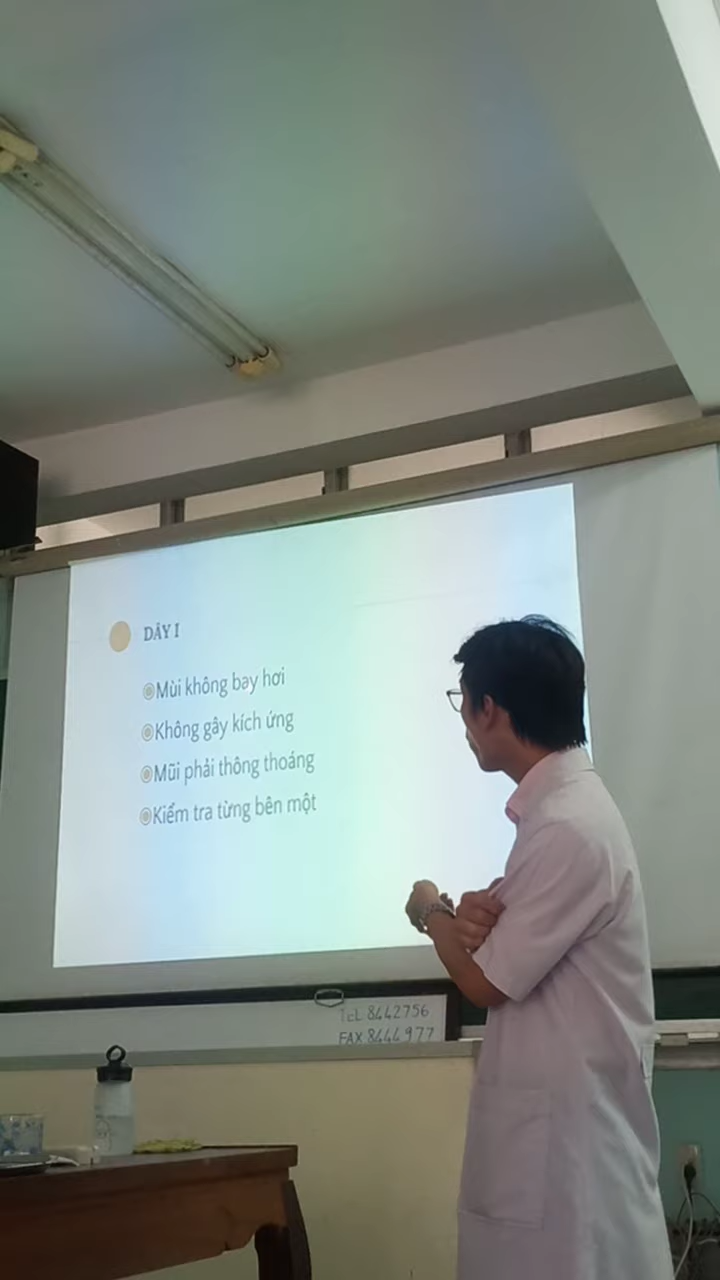 DÂY I
Mùi không bay hơi
Không gây kích ứng
Mũi phải thông thoáng
Kiểm tra từng bên một
TEL 8442756
FAX 8444977